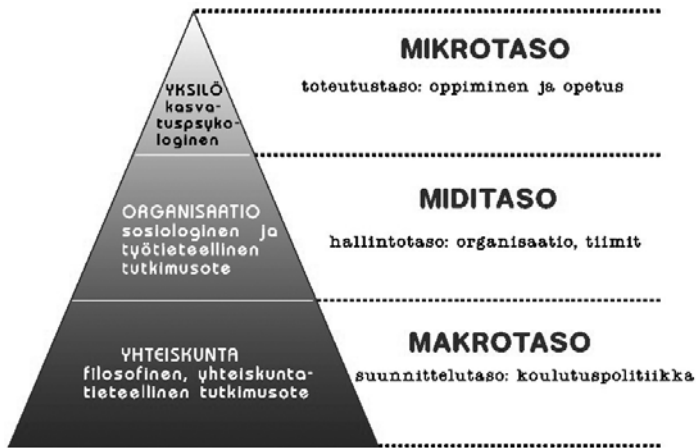 MIKROTASO
toteutustaso: oppiminen ja opetus
YKSILÖ
kasva-
tuspsyko-
loginen
MIDITASO
hallintotaso: organisaatio, tiimit
ORGANISAATIO
sosiologinen ja
työtieteellinen
tutkimusote
MAKROTASO
suunnittelutaso: koulutuspolitiikka
YHTEISKUNTA
filosofinen, yhteiskunta-
tieteellinen tutkimusote